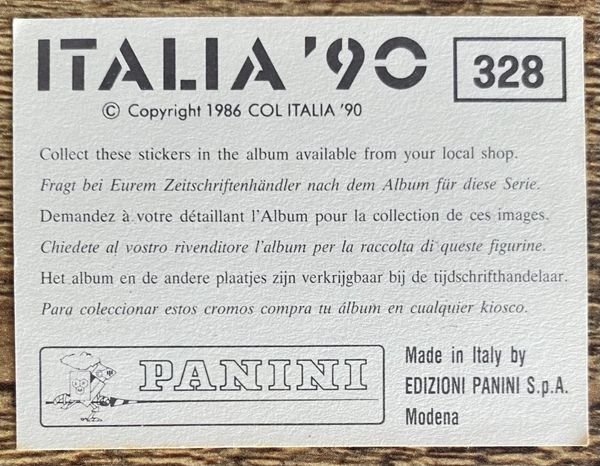 ITALIA '90
328
© Copyright 1986 COL ITALIA '90
Collect these stickers in the album available from your local shop.
Fragt bei Eurem Zeitschriftenhändler nach dem Album für diese Serie.
Demandez à votre détaillant l'Album pour la collection de ces images.
Chiedete al vostro rivenditore l'album per la raccolta di queste figurine.
Het album en de andere plaatjes zijn verkrijgbaar bij de tijdschrifthandelaar.
Para coleccionar estos cromos compra tu álbum en cualquier kiosco.
PANINI
Made in Italy by
EDIZIONI PANINI S.p.A.
Modena